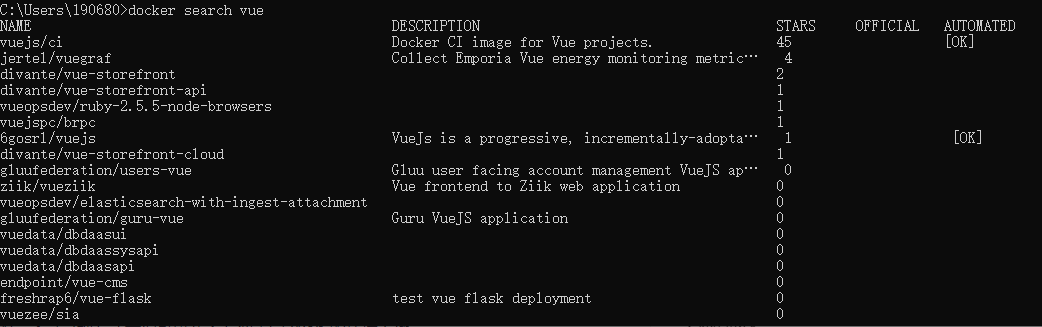 C:\Users\190680>docker search vue
NAME DESCRIPTION STARS OFFICIAL AUTOMATED
vuejs/ci Docker CI image for Vue projects. 45 [OK]
jertel/vuegraf Collect Emporia Vue energy monitoring metric… 4
divante/vue-storefront 2
divante/vue-storefront-api 1
vueopsdev/ruby-2.5.5-node-browsers 1
vuejspc/brpc 1
6gosrl/vuejs VueJs is a progressive, incrementally-adopta… 1 [OK]
divante/vue-storefront-cloud 1
gluufederation/users-vue Gluu user facing account management VueJS ap… 0
ziik/vueziik Vue frontend to Ziik web application 0
vueopsdev/elasticsearch-with-ingest-attachment 0
gluufederation/guru-vue Guru VueJS application 0
vuedata/dbdaasui 0
vuedata/dbdaassysapi 0
vuedata/dbdaasapi 0
endpoint/vue-cms 0
freshrap6/vue-flask test vue flask deployment 0
vuezee/sia 0